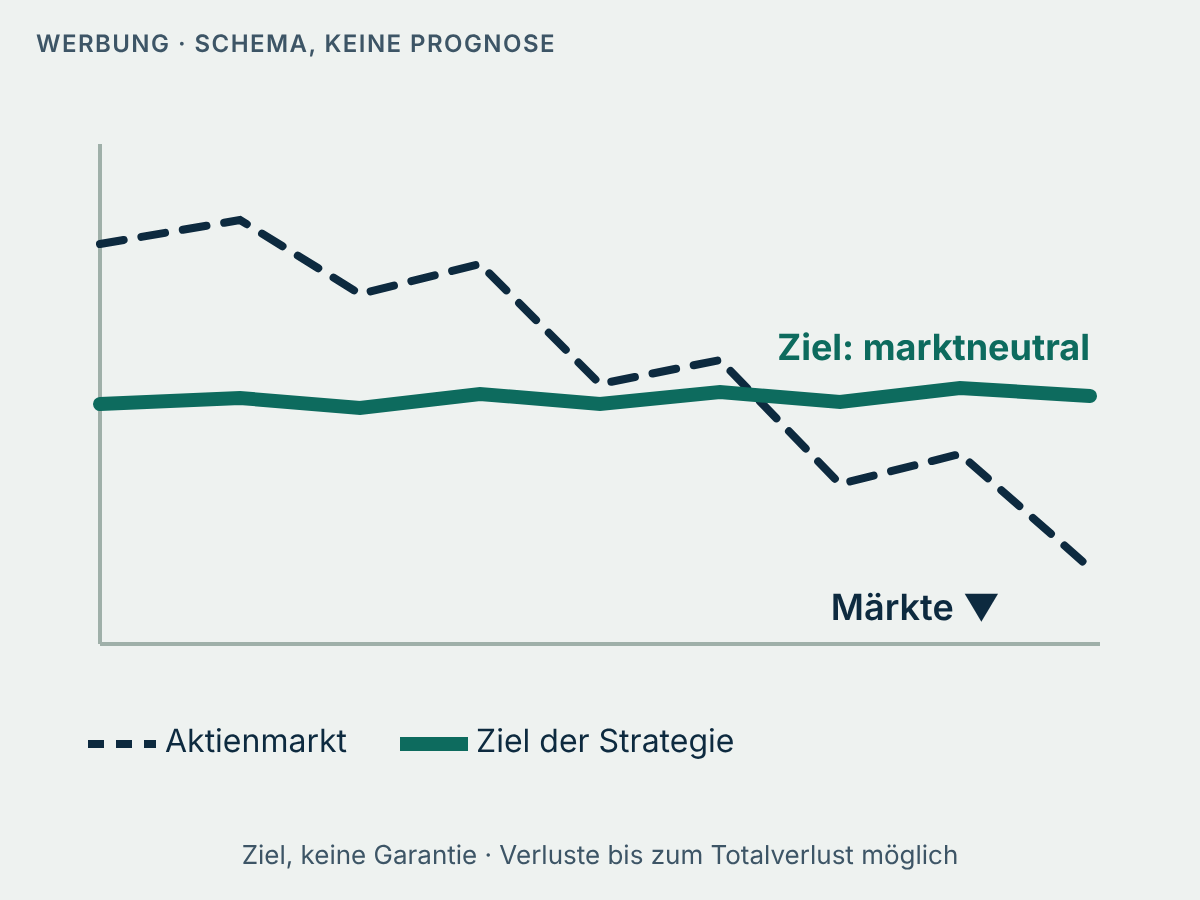 WERBUNG · SCHEMA, KEINE PROGNOSE
Ziel: marktneutral
Märkte ▼
Aktienmarkt
Ziel der Strategie
Ziel, keine Garantie · Verluste bis zum Totalverlust möglich